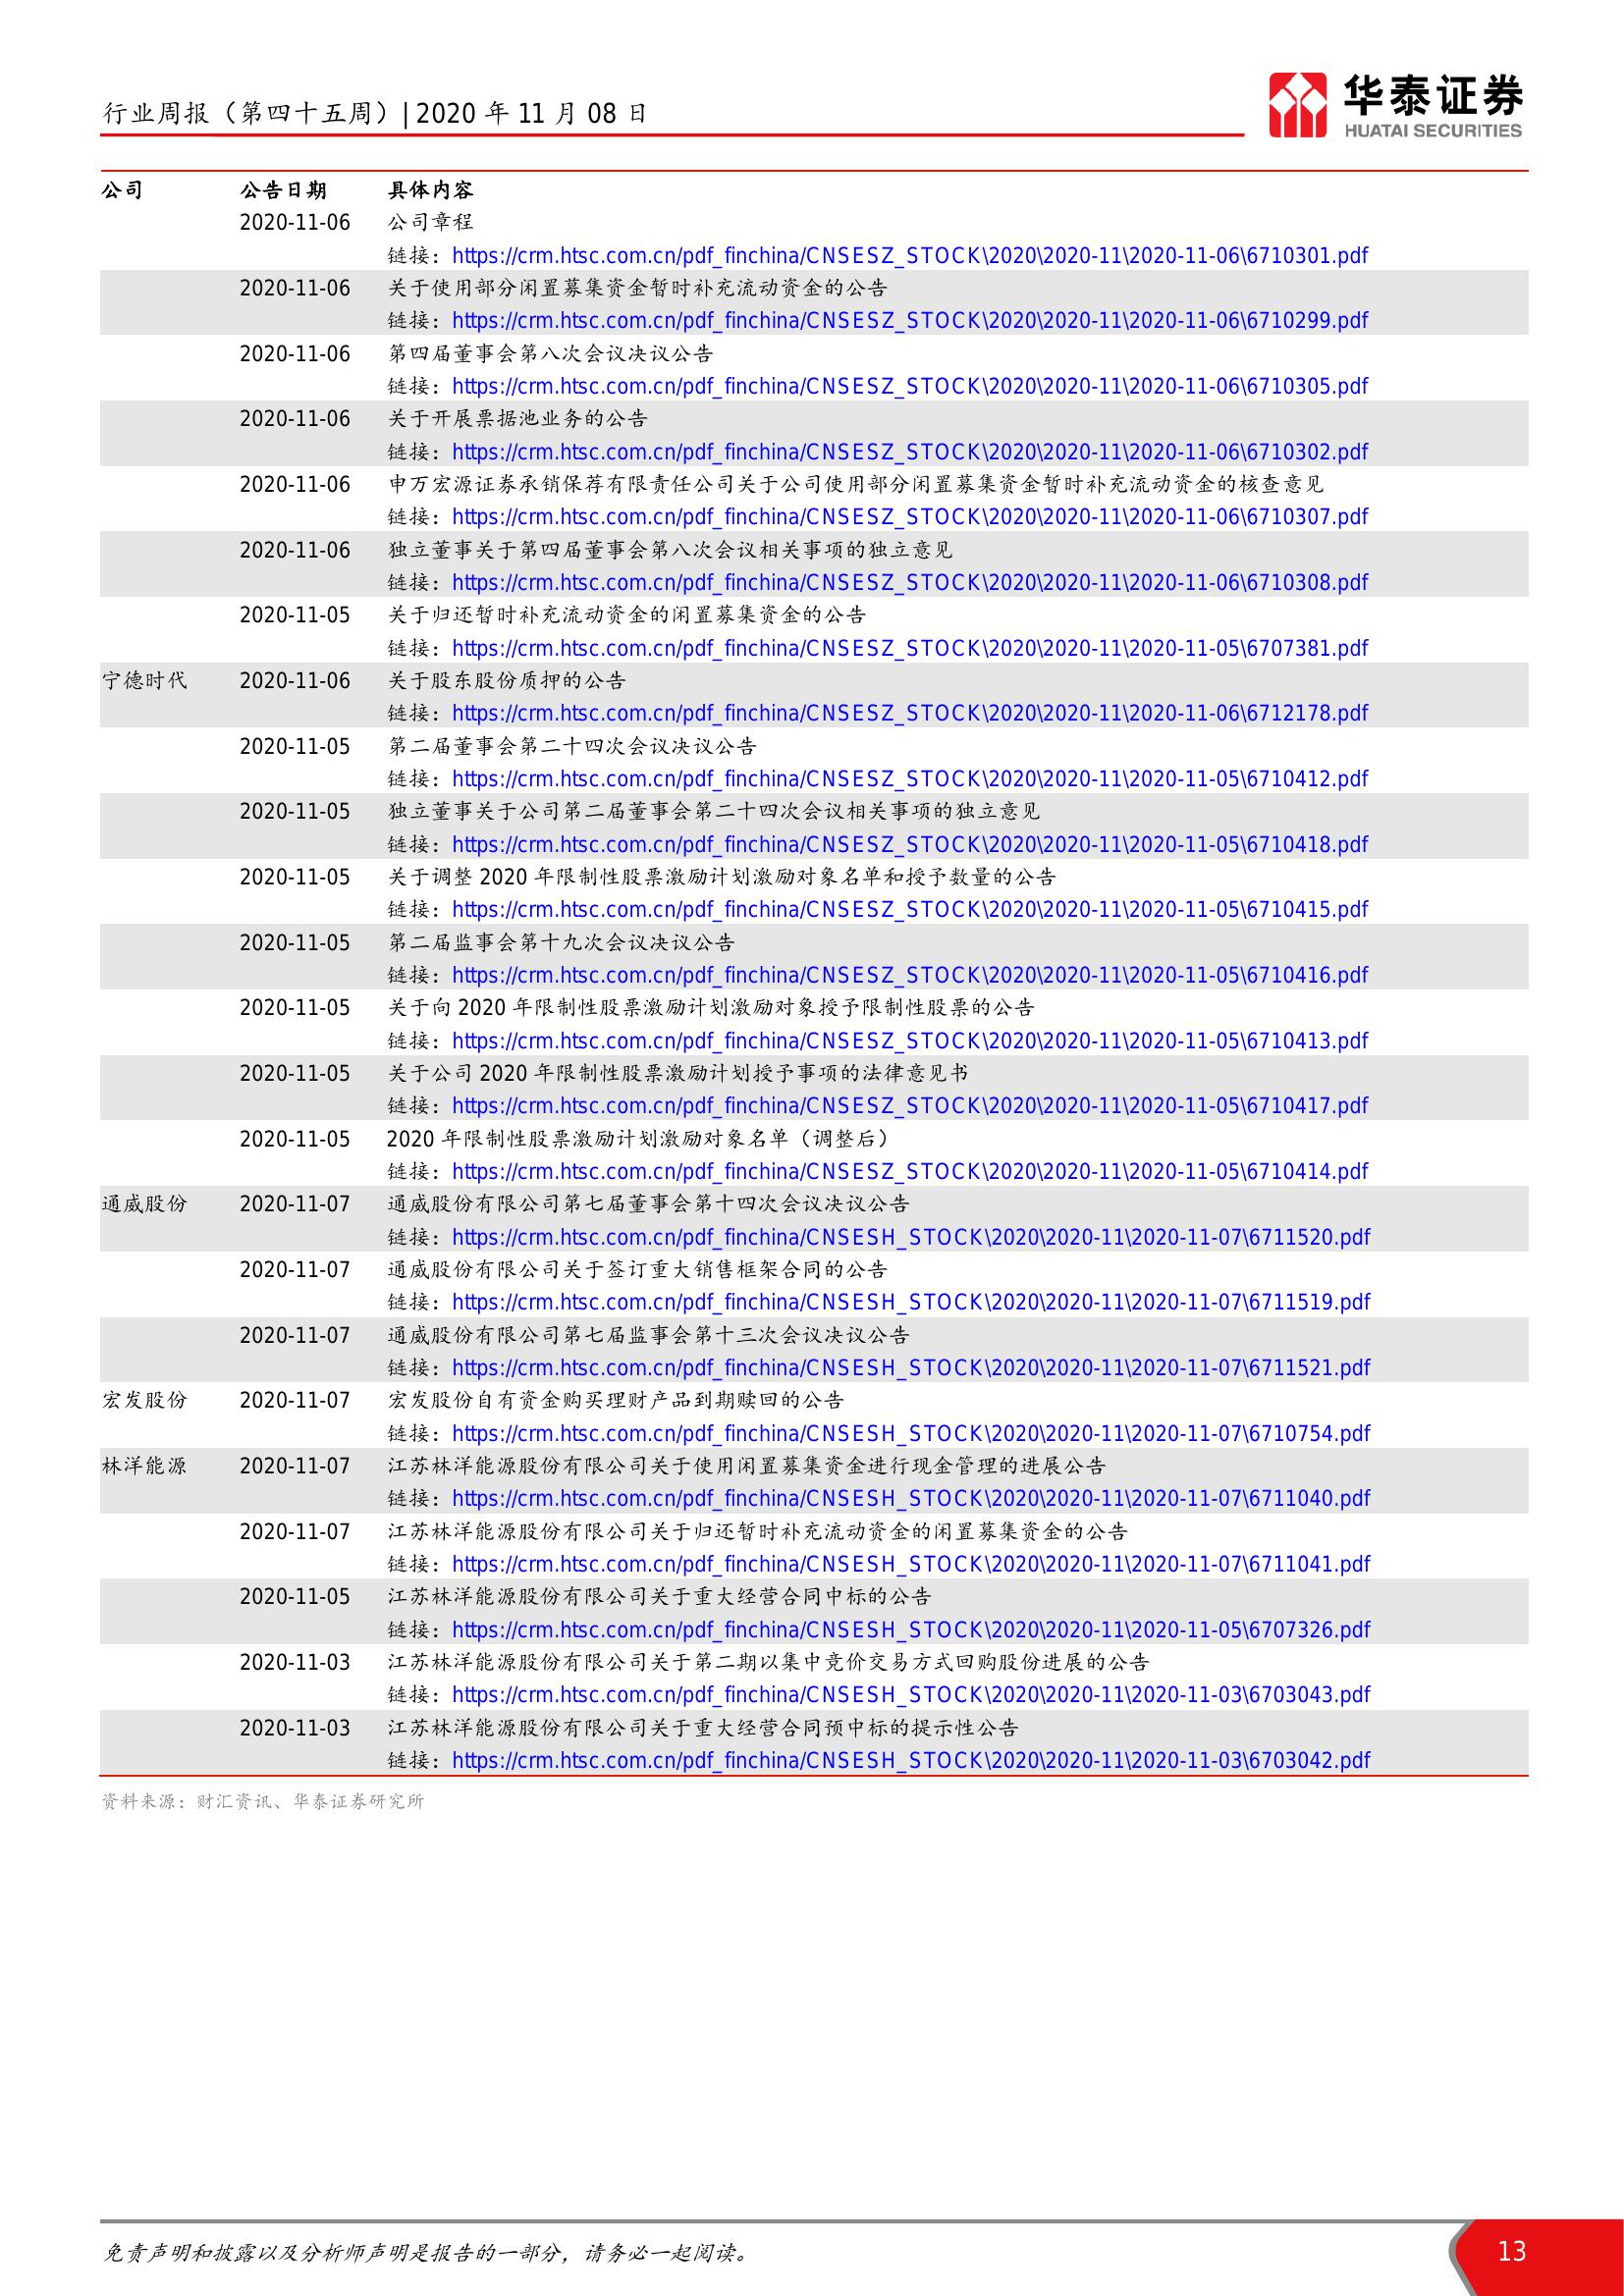 行业周报（第四十五周）| 2020 年 11 月 08 日
华泰证券
HUATAI SECURITIES
公司 公告日期 具体内容
2020-11-06 公司章程
链接：https://crm.htsc.com.cn/pdf_finchina/CNSESZ_STOCK\2020\2020-11\2020-11-06\6710301.pdf
2020-11-06 关于使用部分闲置募集资金暂时补充流动资金的公告
链接：https://crm.htsc.com.cn/pdf_finchina/CNSESZ_STOCK\2020\2020-11\2020-11-06\6710299.pdf
2020-11-06 第四届董事会第八次会议决议公告
链接：https://crm.htsc.com.cn/pdf_finchina/CNSESZ_STOCK\2020\2020-11\2020-11-06\6710305.pdf
2020-11-06 关于开展票据池业务的公告
链接：https://crm.htsc.com.cn/pdf_finchina/CNSESZ_STOCK\2020\2020-11\2020-11-06\6710302.pdf
2020-11-06 申万宏源证券承销保荐有限责任公司关于公司使用部分闲置募集资金暂时补充流动资金的核查意见
链接：https://crm.htsc.com.cn/pdf_finchina/CNSESZ_STOCK\2020\2020-11\2020-11-06\6710307.pdf
2020-11-06 独立董事关于第四届董事会第八次会议相关事项的独立意见
链接：https://crm.htsc.com.cn/pdf_finchina/CNSESZ_STOCK\2020\2020-11\2020-11-06\6710308.pdf
2020-11-05 关于归还暂时补充流动资金的闲置募集资金的公告
链接：https://crm.htsc.com.cn/pdf_finchina/CNSESZ_STOCK\2020\2020-11\2020-11-05\6707381.pdf
宁德时代 2020-11-06 关于股东股份质押的公告
链接：https://crm.htsc.com.cn/pdf_finchina/CNSESZ_STOCK\2020\2020-11\2020-11-06\6712178.pdf
2020-11-05 第二届董事会第二十四次会议决议公告
链接：https://crm.htsc.com.cn/pdf_finchina/CNSESZ_STOCK\2020\2020-11\2020-11-05\6710412.pdf
2020-11-05 独立董事关于公司第二届董事会第二十四次会议相关事项的独立意见
链接：https://crm.htsc.com.cn/pdf_finchina/CNSESZ_STOCK\2020\2020-11\2020-11-05\6710418.pdf
2020-11-05 关于调整 2020 年限制性股票激励计划激励对象名单和授予数量的公告
链接：https://crm.htsc.com.cn/pdf_finchina/CNSESZ_STOCK\2020\2020-11\2020-11-05\6710415.pdf
2020-11-05 第二届监事会第十九次会议决议公告
链接：https://crm.htsc.com.cn/pdf_finchina/CNSESZ_STOCK\2020\2020-11\2020-11-05\6710416.pdf
2020-11-05 关于向 2020 年限制性股票激励计划激励对象授予限制性股票的公告
链接：https://crm.htsc.com.cn/pdf_finchina/CNSESZ_STOCK\2020\2020-11\2020-11-05\6710413.pdf
2020-11-05 关于公司 2020 年限制性股票激励计划授予事项的法律意见书
链接：https://crm.htsc.com.cn/pdf_finchina/CNSESZ_STOCK\2020\2020-11\2020-11-05\6710417.pdf
2020-11-05 2020 年限制性股票激励计划激励对象名单（调整后）
链接：https://crm.htsc.com.cn/pdf_finchina/CNSESZ_STOCK\2020\2020-11\2020-11-05\6710414.pdf
通威股份 2020-11-07 通威股份有限公司第七届董事会第十四次会议决议公告
链接：https://crm.htsc.com.cn/pdf_finchina/CNSESH_STOCK\2020\2020-11\2020-11-07\6711520.pdf
2020-11-07 通威股份有限公司关于签订重大销售框架合同的公告
链接：https://crm.htsc.com.cn/pdf_finchina/CNSESH_STOCK\2020\2020-11\2020-11-07\6711519.pdf
2020-11-07 通威股份有限公司第七届监事会第十三次会议决议公告
链接：https://crm.htsc.com.cn/pdf_finchina/CNSESH_STOCK\2020\2020-11\2020-11-07\6711521.pdf
宏发股份 2020-11-07 宏发股份自有资金购买理财产品到期赎回的公告
链接：https://crm.htsc.com.cn/pdf_finchina/CNSESH_STOCK\2020\2020-11\2020-11-07\6710754.pdf
林洋能源 2020-11-07 江苏林洋能源股份有限公司关于使用闲置募集资金进行现金管理的进展公告
链接：https://crm.htsc.com.cn/pdf_finchina/CNSESH_STOCK\2020\2020-11\2020-11-07\6711040.pdf
2020-11-07 江苏林洋能源股份有限公司关于归还暂时补充流动资金的闲置募集资金的公告
链接：https://crm.htsc.com.cn/pdf_finchina/CNSESH_STOCK\2020\2020-11\2020-11-07\6711041.pdf
2020-11-05 江苏林洋能源股份有限公司关于重大经营合同中标的公告
链接：https://crm.htsc.com.cn/pdf_finchina/CNSESH_STOCK\2020\2020-11\2020-11-05\6707326.pdf
2020-11-03 江苏林洋能源股份有限公司关于第二期以集中竞价交易方式回购股份进展的公告
链接：https://crm.htsc.com.cn/pdf_finchina/CNSESH_STOCK\2020\2020-11\2020-11-03\6703043.pdf
2020-11-03 江苏林洋能源股份有限公司关于重大经营合同预中标的提示性公告
链接：https://crm.htsc.com.cn/pdf_finchina/CNSESH_STOCK\2020\2020-11\2020-11-03\6703042.pdf
资料来源：财汇资讯、华泰证券研究所
免责声明和披露以及分析师声明是报告的一部分，请务必一起阅读。 13